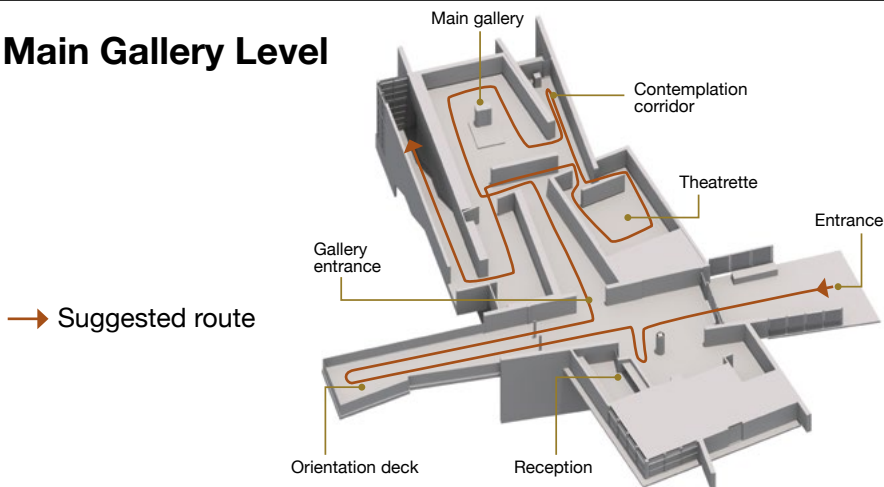 Main Gallery Level
Main gallery
Contemplation
corridor
Theatrette
Entrance
Gallery
entrance
Suggested route
Orientation deck
Reception